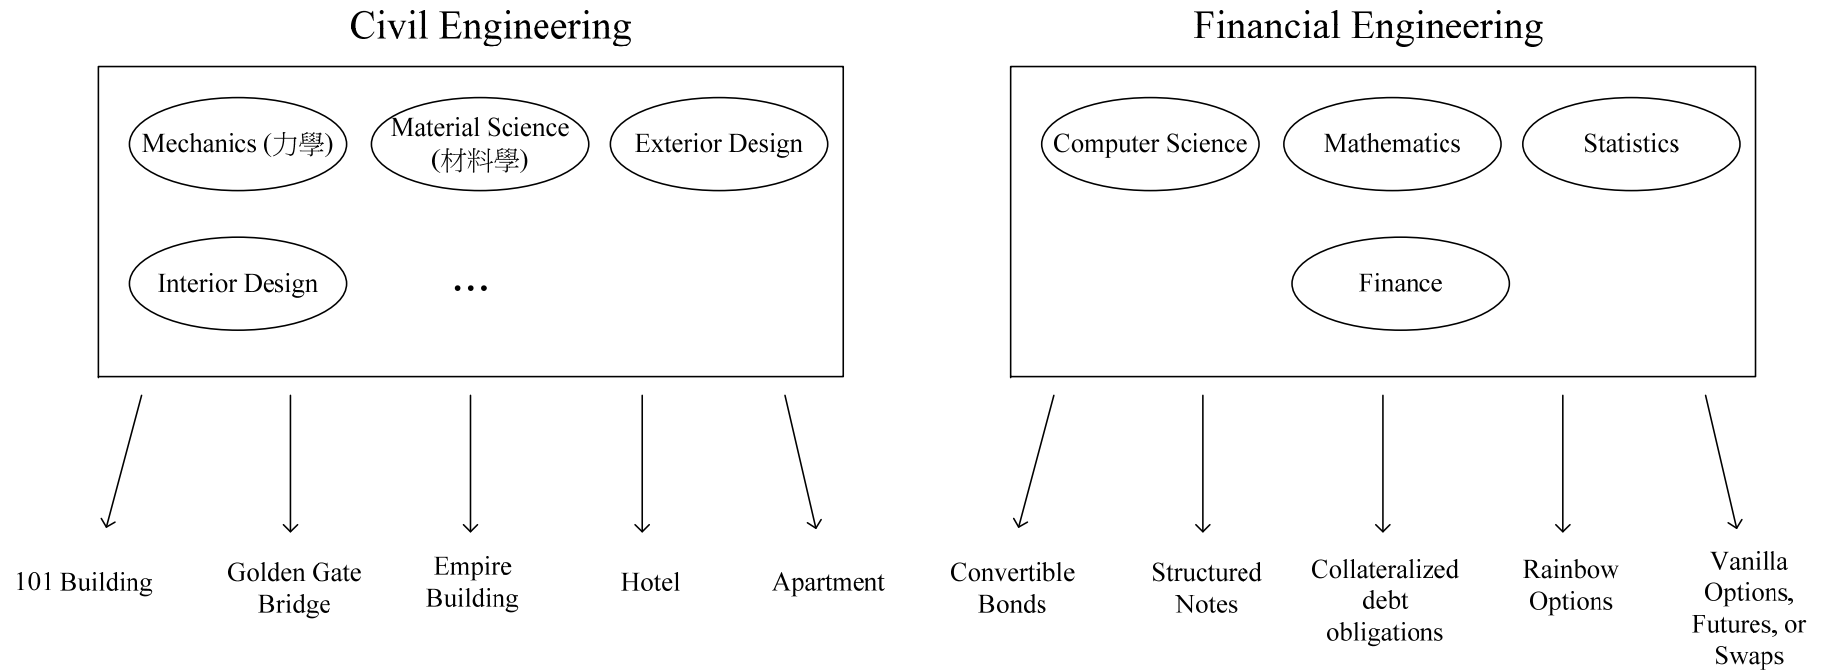 Civil Engineering
Mechanics (力學)
Material Science
(材料學)
Exterior Design
Interior Design
...
101 Building
Golden Gate
Bridge
Empire
Building
Hotel
Apartment
Financial Engineering
Computer Science
Mathematics
Statistics
Finance
Convertible
Bonds
Structured
Notes
Collateralized
debt
obligations
Rainbow
Options
Vanilla
Options,
Futures, or
Swaps